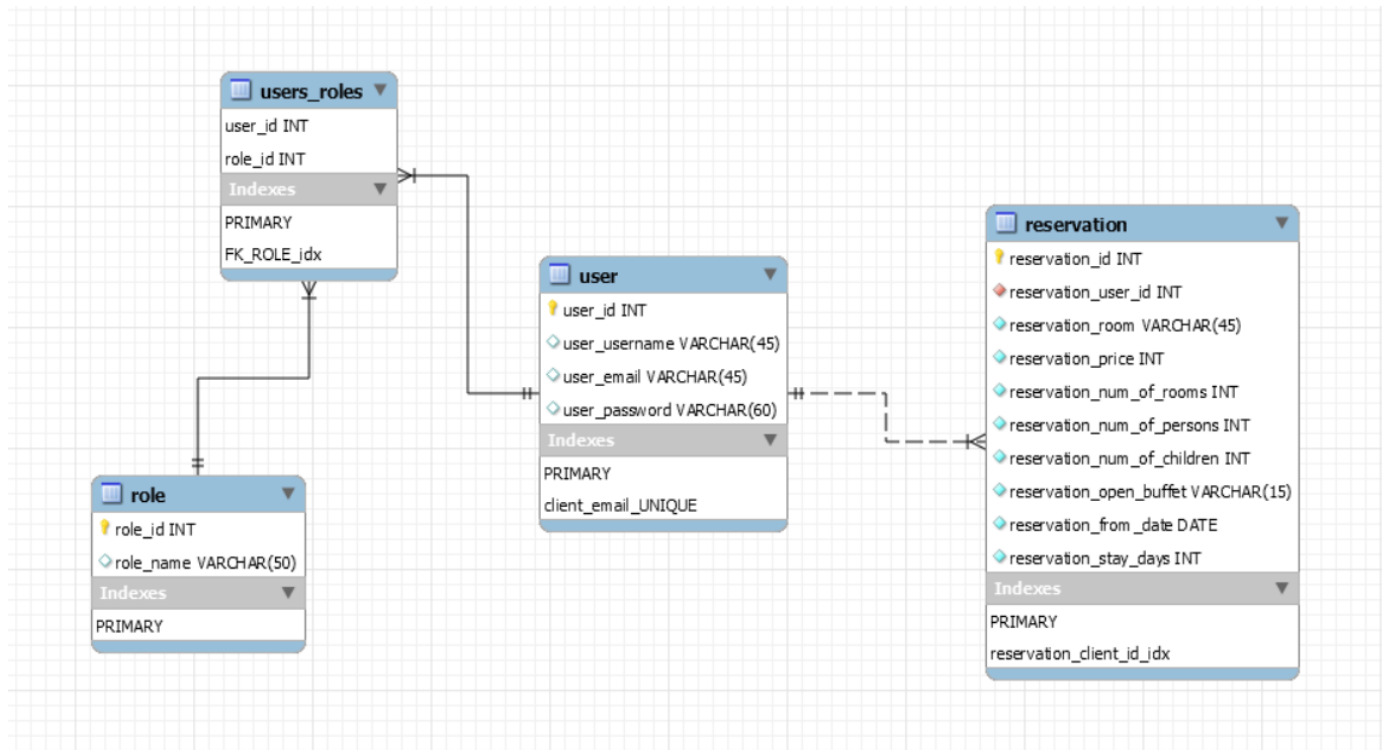 users_roles
user_id INT
role_id INT
Indexes
PRIMARY
FK_ROLE_idx
role
role_id INT
role_name VARCHAR(50)
Indexes
PRIMARY
user
user_id INT
user_username VARCHAR(45)
user_email VARCHAR(45)
user_password VARCHAR(60)
Indexes
PRIMARY
client_email_UNIQUE
reservation
reservation_id INT
reservation_user_id INT
reservation_room VARCHAR(45)
reservation_price INT
reservation_num_of_rooms INT
reservation_num_of_persons INT
reservation_num_of_children INT
reservation_open_buffet VARCHAR(15)
reservation_from_date DATE
reservation_stay_days INT
Indexes
PRIMARY
reservation_client_id_idx